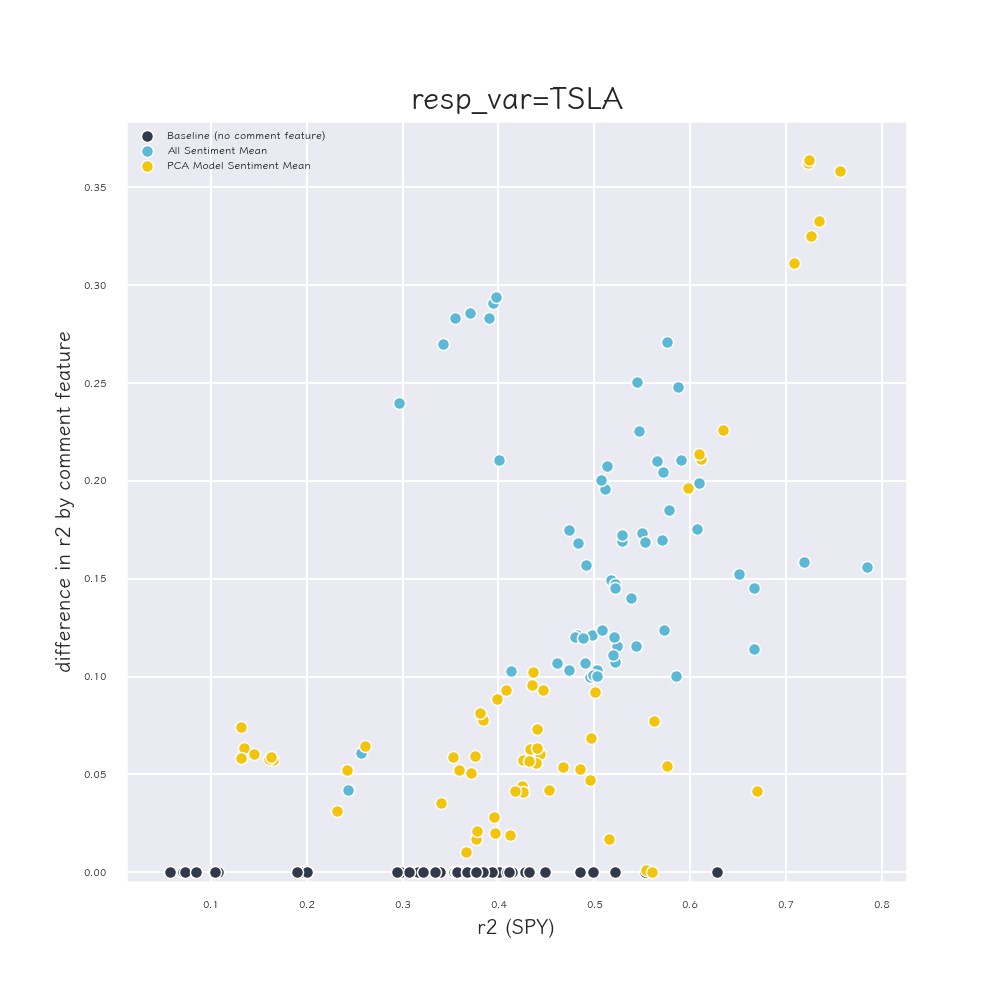 resp_var=TSLA
Baseline (no comment feature)
All Sentiment Mean
PCA Model Sentiment Mean
difference in r2 by comment feature
0.35
0.30
0.25
0.20
0.15
0.10
0.05
0.00
0.1 0.2 0.3 0.4 0.5 0.6 0.7 0.8
r2 (SPY)